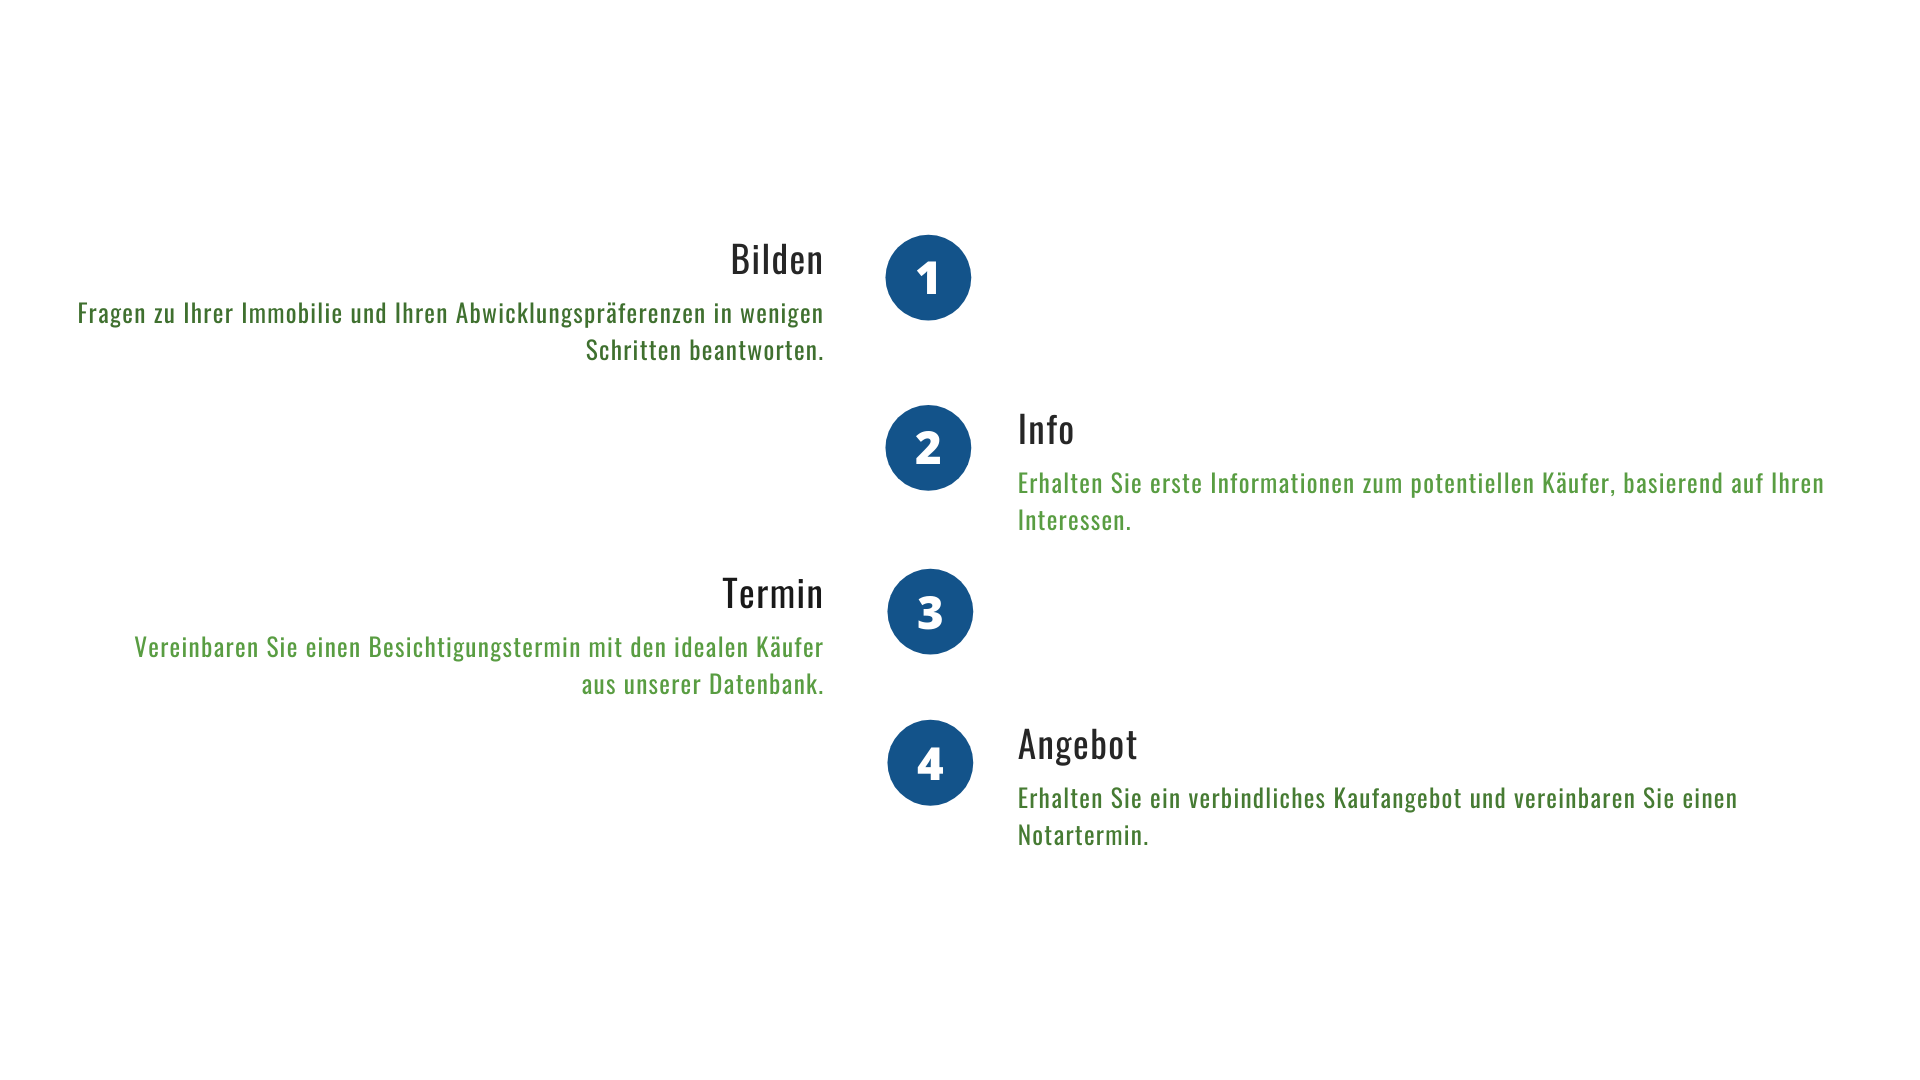 Bilden
1
Fragen zu Ihrer Immobilie und Ihren Abwicklungspräferenzen in wenigen
Schritten beantworten.
2
Info
Erhalten Sie erste Informationen zum potentiellen Käufer, basierend auf Ihren
Interessen.
Termin
3
Vereinbaren Sie einen Besichtigungstermin mit den idealen Käufer
aus unserer Datenbank.
4
Angebot
Erhalten Sie ein verbindliches Kaufangebot und vereinbaren Sie einen
Notartermin.